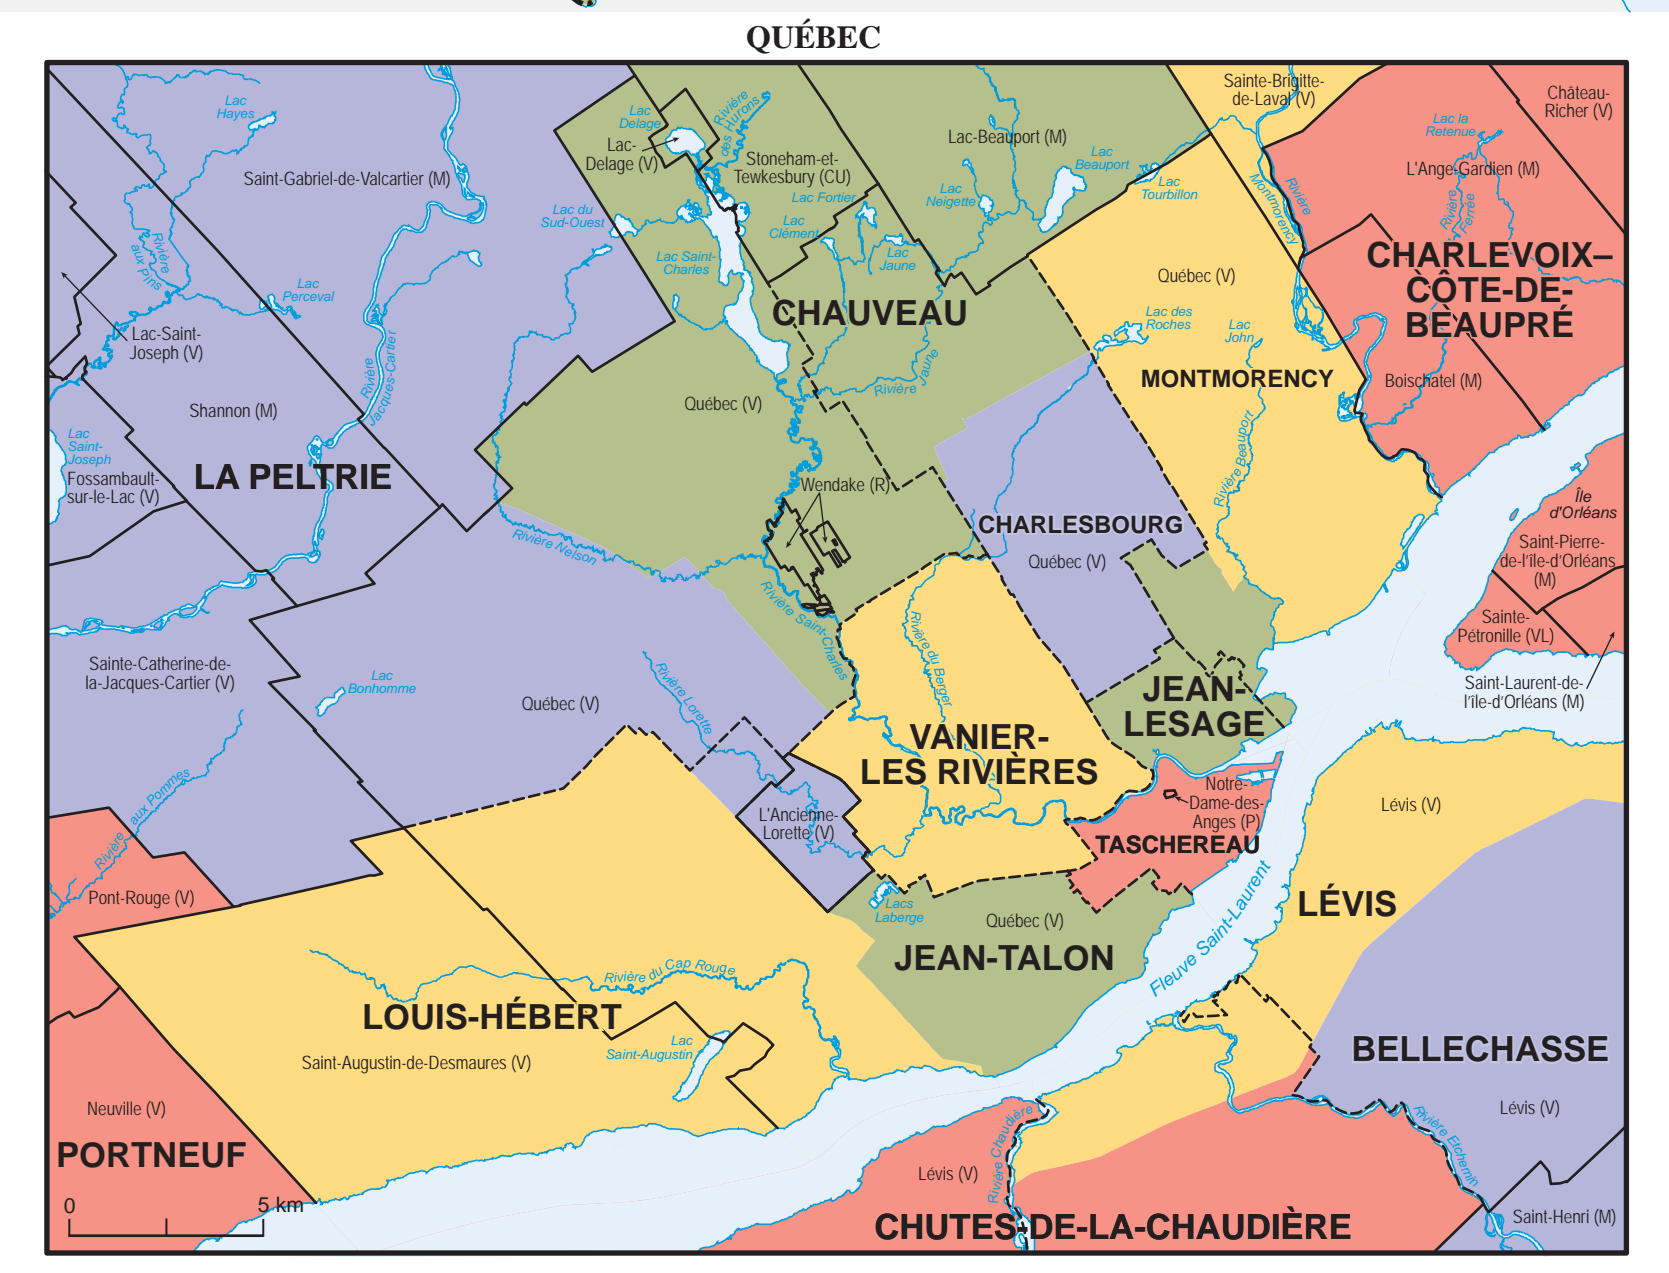 QUÉBEC
Sainte-Brigitte-
de-Laval (V)
Château-
Richer (V)
Lac
Hayes
Lac
Delage
Rivière
des Hurons
Lac-
Delage (V)
Stoneham-et-
Tewkesbury (CU)
Lac-Beauport (M)
Lac
Beauport
Lac la
Retenue
L'Ange-Gardien (M)
Saint-Gabriel-de-Valcartier (M)
Lac Fortier
Lac
Neigette
Lac
Tourbillon
Rivière
Montmorency
Rivière
Ferrée
Lac du
Sud-Ouest
Lac
Clément
Lac
Jaune
Lac Saint-
Charles
Rivière
aux Pins
Lac
Perceval
Québec (V)
CHARLEVOIX–
CÔTE-DE-
BEAUPRÉ
CHAUVEAU
Lac des
Roches
Lac
John
Lac-Saint-
Joseph (V)
Rivière
Jacques-Cartier
MONTMORENCY
Boischatel (M)
Rivière Jaune
Shannon (M)
Québec (V)
Lac
Saint-
Joseph
Fossambault-
sur-le-Lac (V)
LA PELTRIE
Wendake (R)
Rivière Beauport
Île
d'Orléans
CHARLESBOURG
Québec (V)
Rivière Nelson
Saint-Pierre-
de-l'île-d'Orléans
(M)
Rivière Saint-Charles
Rivière du Berger
Sainte-
Pétronille (VL)
Sainte-Catherine-de-
la-Jacques-Cartier (V)
Lac
Bonhomme
Québec (V)
Rivière Lorette
JEAN-
LESAGE
Saint-Laurent-de-
l'île-d'Orléans (M)
VANIER-
LES RIVIÈRES
Rivière aux Pommes
Notre-
Dame-des-
Anges (P)
Lévis (V)
L'Ancienne-
Lorette (V)
TASCHEREAU
Pont-Rouge (V)
Lacs
Laberge
Québec (V)
LÉVIS
JEAN-TALON
Fleuve Saint-Laurent
Rivière du Cap Rouge
LOUIS-HÉBERT
Lac
Saint-Augustin
Saint-Augustin-de-Desmaures (V)
BELLECHASSE
Neuville (V)
Lévis (V)
PORTNEUF
Rivière Chaudière
Rivière Etchemin
Lévis (V)
0 5 km
CHUTES-DE-LA-CHAUDIÈRE
Saint-Henri (M)